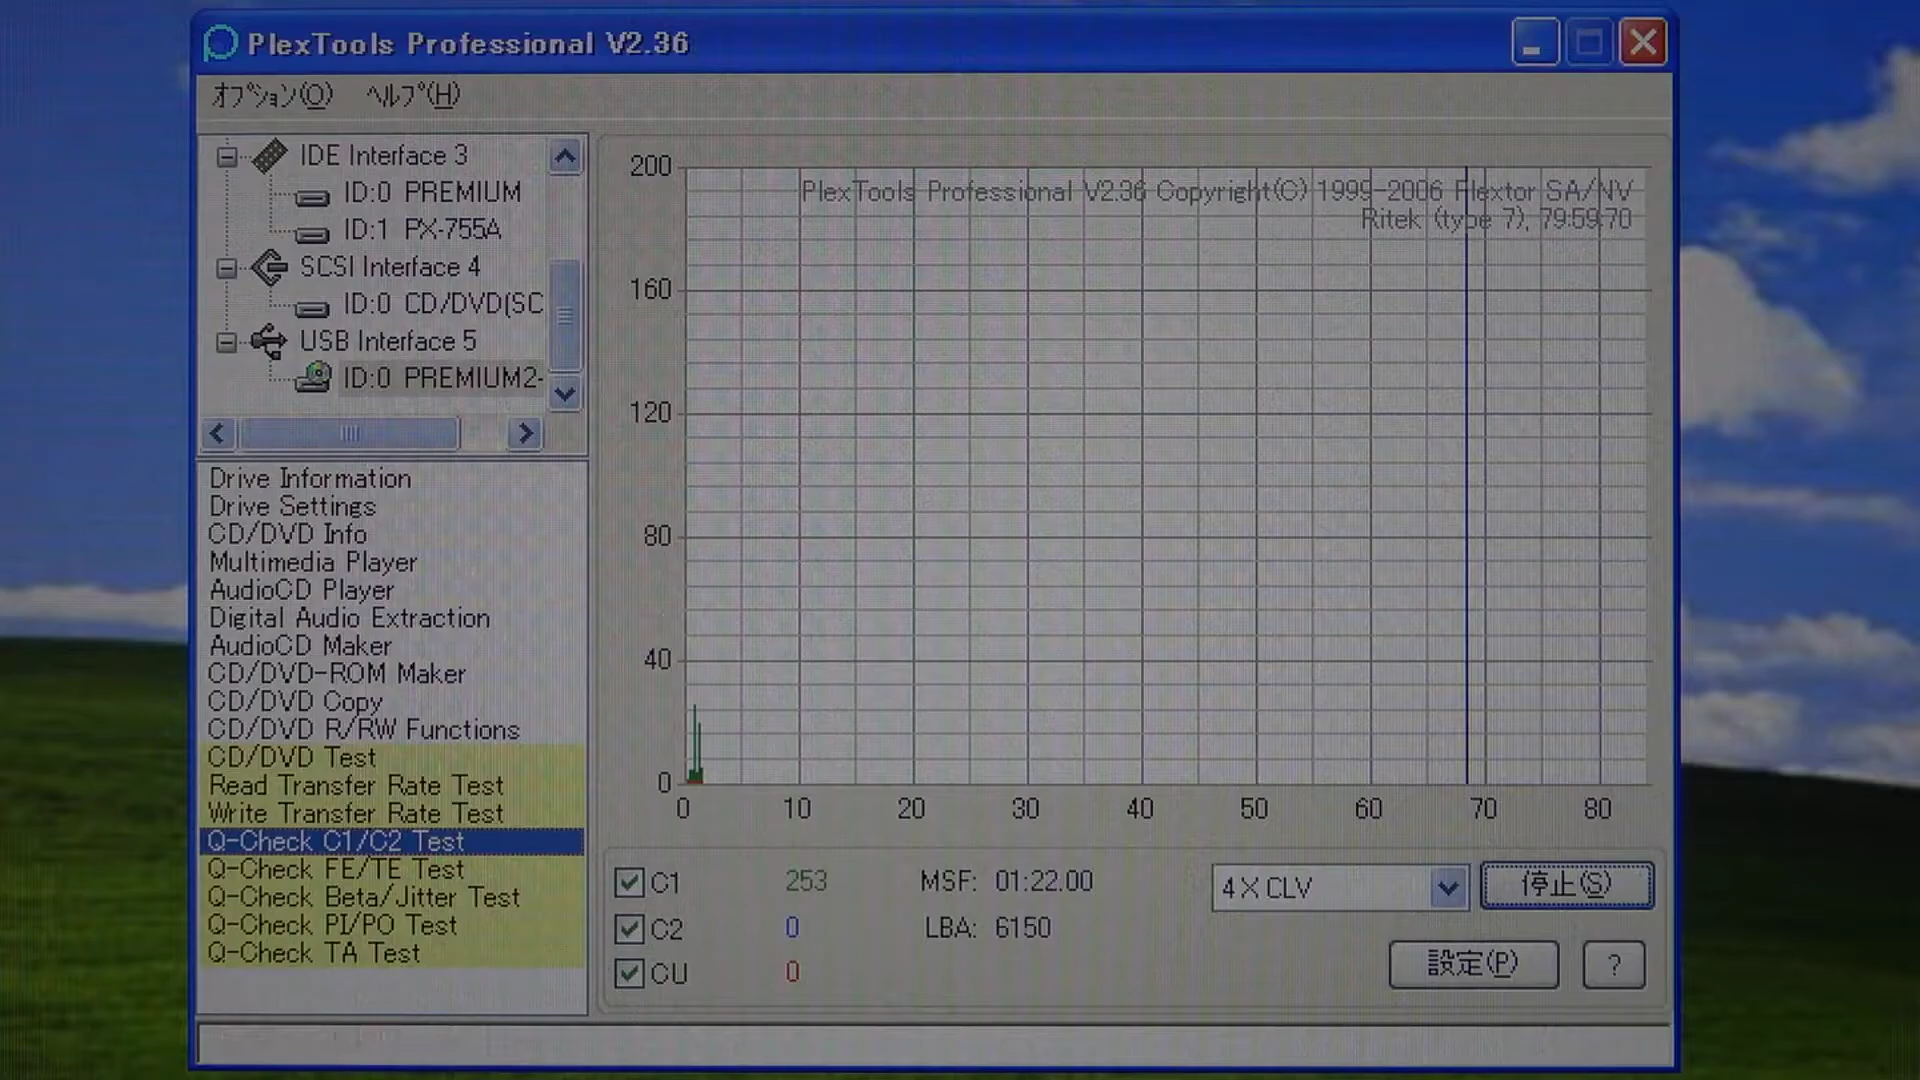 PlexTools Professional V2.36
ｵﾌﾟｼｮﾝ(O) ﾍﾙﾌﾟ(H)
IDE Interface 3
ID:0 PREMIUM
ID:1 PX-755A
SCSI Interface 4
ID:0 CD/DVD(SC
USB Interface 5
ID:0 PREMIUM2-
Drive Information
Drive Settings
CD/DVD Info
Multimedia Player
AudioCD Player
Digital Audio Extraction
AudioCD Maker
CD/DVD-ROM Maker
CD/DVD Copy
CD/DVD R/RW Functions
CD/DVD Test
Read Transfer Rate Test
Write Transfer Rate Test
Q-Check C1/C2 Test
Q-Check FE/TE Test
Q-Check Beta/Jitter Test
Q-Check PI/PO Test
Q-Check TA Test
PlexTools Professional V2.36 Copyright(C) 1999-2006 Plextor SA/NV
Ritek (type 7), 79:59.70
200
160
120
80
40
0
0 10 20 30 40 50 60 70 80
C1 253 MSF: 01:22.00
C2 0 LBA: 6150
CU 0
4 X CLV 停止(S)
設定(P) ?